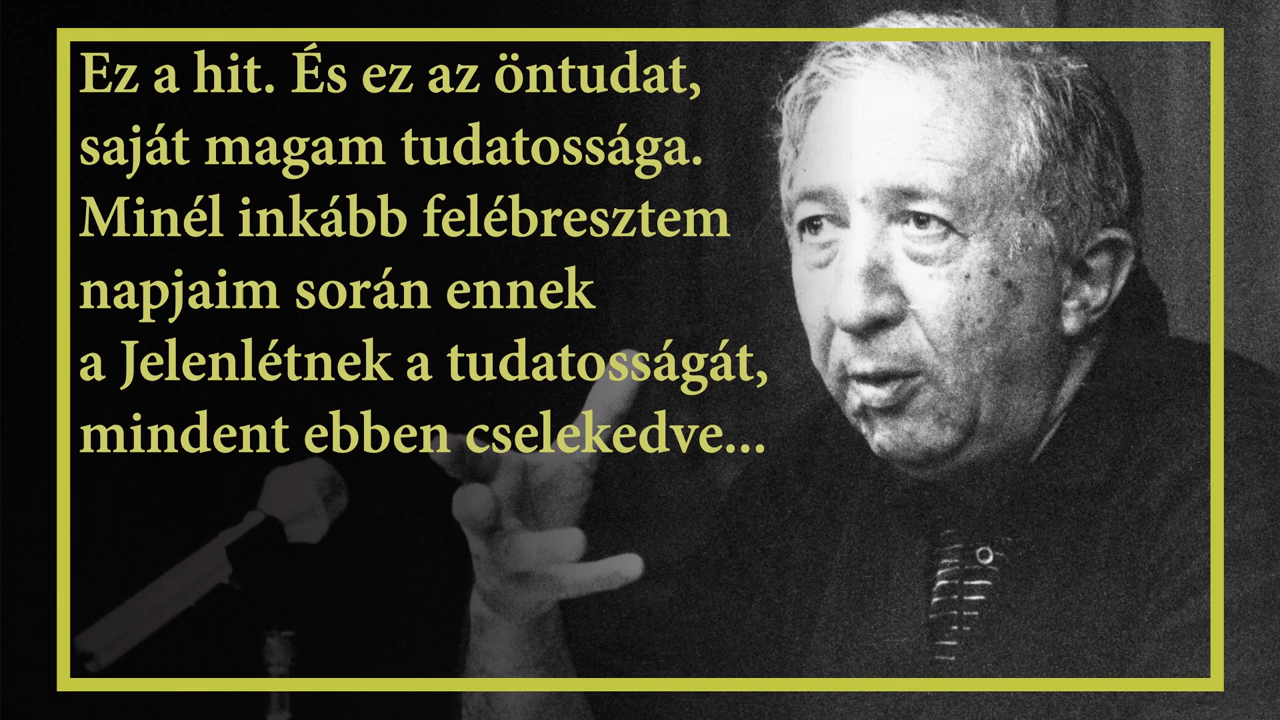 Ez a hit. És ez az öntudat,
saját magam tudatossága.
Minél inkább felébresztem
napjaim során ennek
a Jelenlétnek a tudatosságát,
mindent ebben cselekedve...